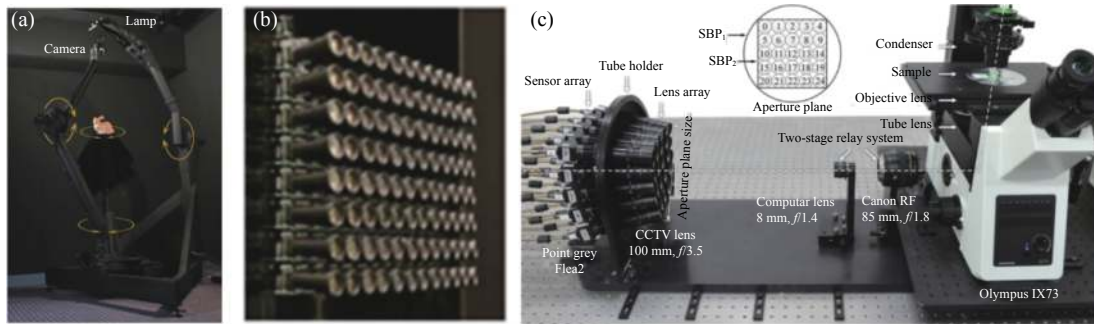 (a)
Lamp
Camera
(b)
(c)
SBP1
SBP2
0 1 2 3 4
5 6 7 8 9
10 11 12 13 14
15 16 17 18 19
20 21 22 23 24
Aperture plane
Sensor array
Tube holder
Lens array
Aperture plane size
Point grey
Flea2
CCTV lens
100 mm, f/3.5
Two-stage relay system
Computar lens
8 mm, f/1.4
Canon RF
85 mm, f/1.8
Condenser
Sample
Objective lens
Tube lens
Olympus IX73